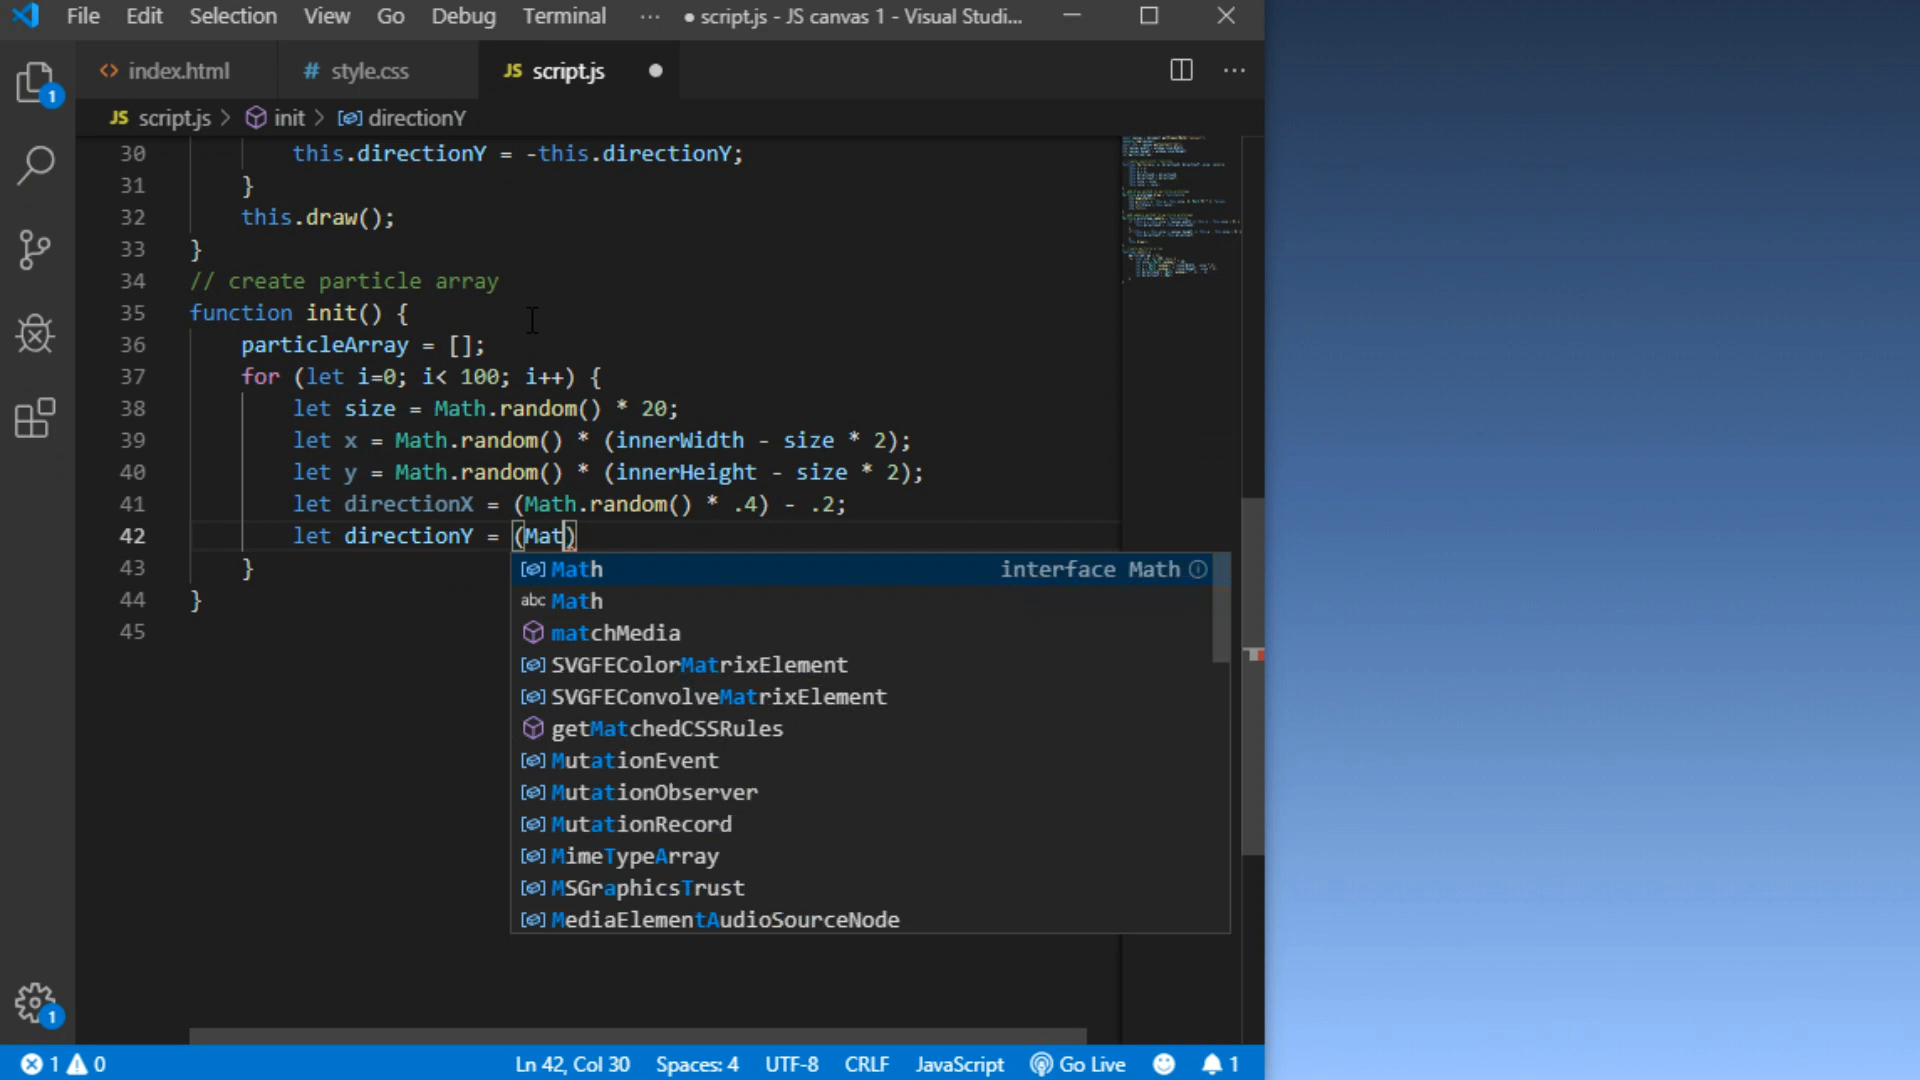 File Edit Selection View Go Debug Terminal ··· ● script.js - JS canvas 1 - Visual Studi...
index.html # style.css JS script.js
JS script.js > init > directionY
1
30 this.directionY = -this.directionY;
31 }
32 this.draw();
33 }
34 // create particle array
35 function init() {
36 particleArray = [];
37 for (let i=0; i< 100; i++) {
38 let size = Math.random() * 20;
39 let x = Math.random() * (innerWidth - size * 2);
40 let y = Math.random() * (innerHeight - size * 2);
41 let directionX = (Math.random() * .4) - .2;
42 let directionY = (Mat)
43 }
44 }
45
Math interface Math
abc Math
matchMedia
SVGFEColorMatrixElement
SVGFEConvolveMatrixElement
getMatchedCSSRules
MutationEvent
MutationObserver
MutationRecord
MimeTypeArray
MSGraphicsTrust
MediaElementAudioSourceNode
1
1 0 Ln 42, Col 30 Spaces: 4 UTF-8 CRLF JavaScript Go Live 1